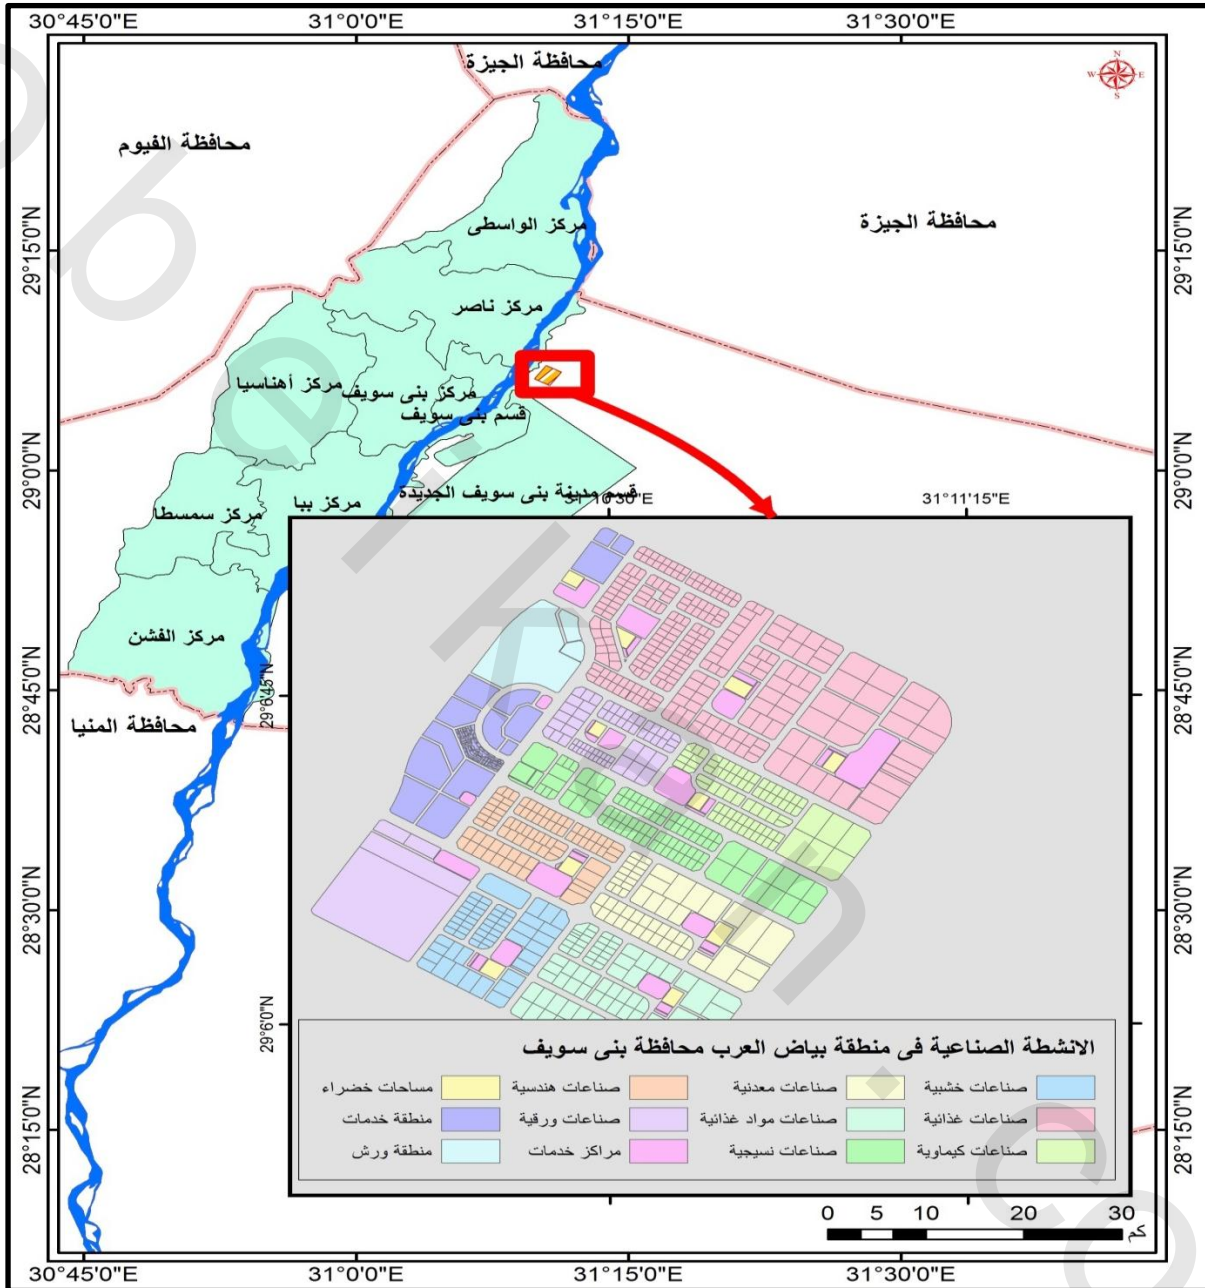 30°45'0"E 31°0'0"E 31°15'0"E 31°30'0"E
N
W E
S
محافظة الجيزة
محافظة الفيوم
محافظة الجيزة
مركز الواسطى
29°15'0"N 29°15'0"N
مركز ناصر
مركز أهناسيا
مركز بنى سويف
قسم بنى سويف
29°0'0"N 29°0'0"N
قسم مدينة بنى سويف الجديدة
مركز ببا
مركز سمسطا
31°10'30"E 31°11'15"E
مركز الفشن
28°45'0"N 28°45'0"N
29°6'45"N
محافظة المنيا
28°30'0"N 28°30'0"N
29°6'0"N
الانشطة الصناعية فى منطقة بياض العرب محافظة بنى سويف
صناعات خشبية صناعات معدنية صناعات هندسية مساحات خضراء
صناعات غذائية صناعات مواد غذائية صناعات ورقية منطقة خدمات
صناعات كيماوية صناعات نسيجية مراكز خدمات منطقة ورش
28°15'0"N 28°15'0"N
0 5 10 20 30
كم
30°45'0"E 31°0'0"E 31°15'0"E 31°30'0"E